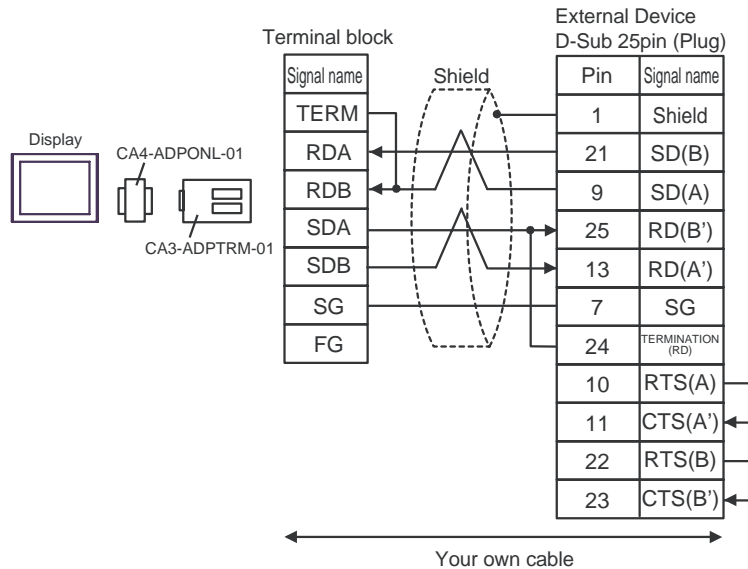 External Device
Terminal block
D-Sub 25pin (Plug)
Signal name
Shield
Pin
Signal name
TERM
1
Shield
Display
CA4-ADPONL-01
RDA
21
SD(B)
RDB
9
SD(A)
CA3-ADPTRM-01
SDA
25
RD(B’)
SDB
13
RD(A’)
SG
7
SG
FG
24
TERMINATION
(RD)
10
RTS(A)
11
CTS(A’)
22
RTS(B)
23
CTS(B’)
Your own cable